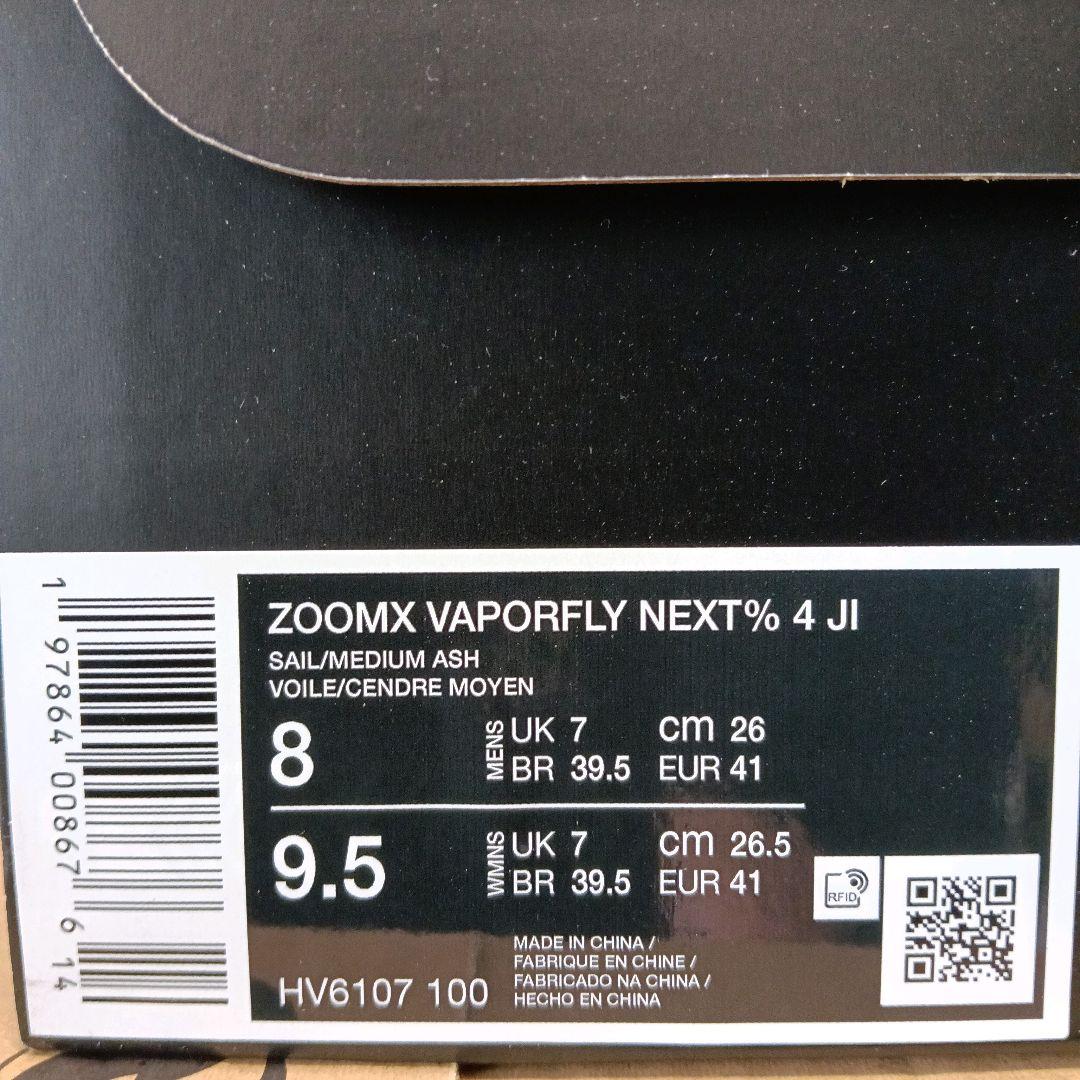 ZOOMX VAPORFLY NEXT% 4 JI
SAIL/MEDIUM ASH
VOILE/CENDRE MOYEN
8 MENS UK 7 cm 26
BR 39.5 EUR 41
9.5 WMNS UK 7 cm 26.5
BR 39.5 EUR 41
RFID
HV6107 100
MADE IN CHINA /
FABRIQUE EN CHINE /
FABRICADO NA CHINA /
HECHO EN CHINA
1 97864 00867 6 14